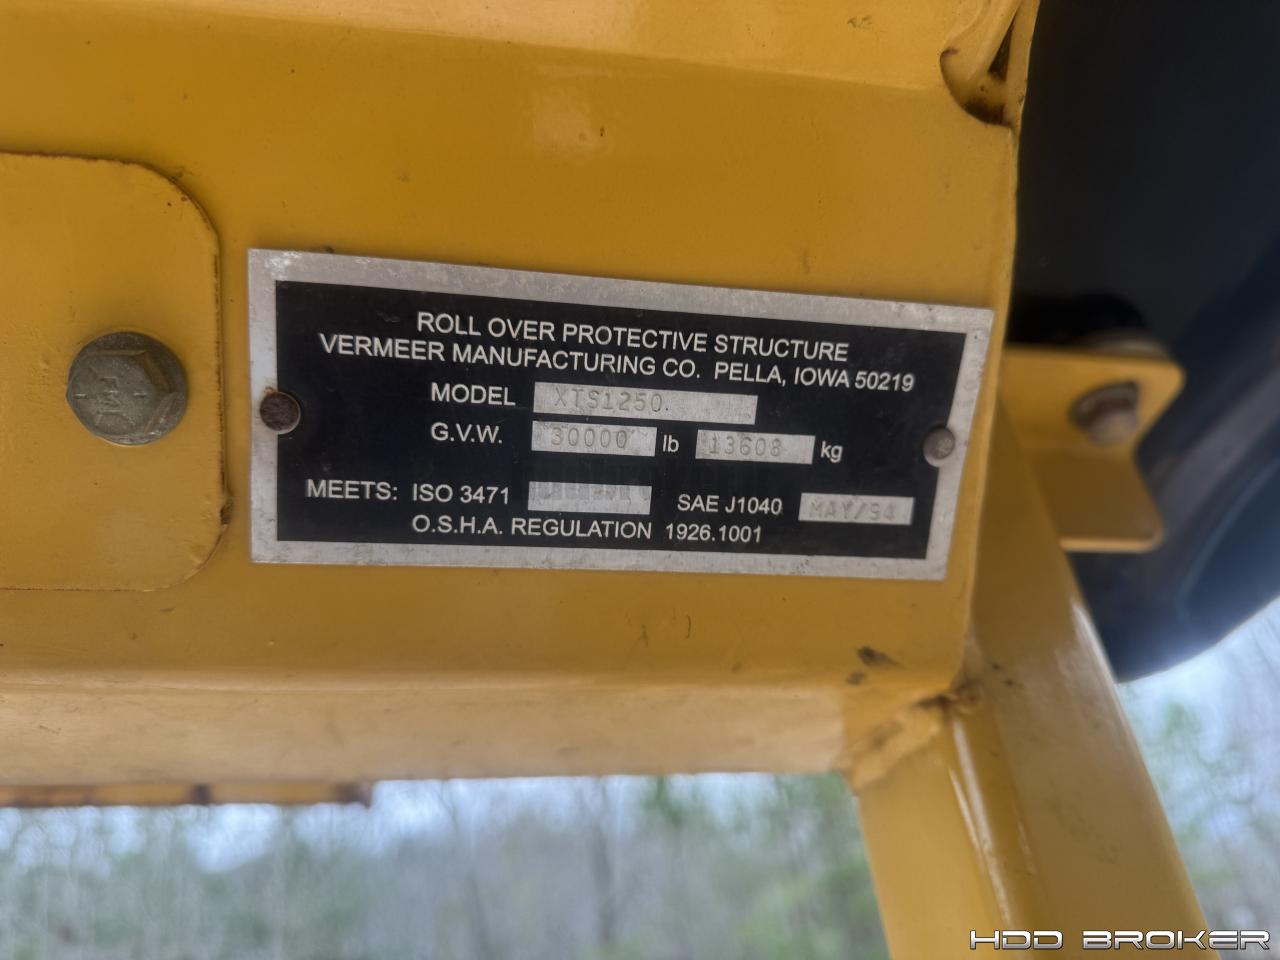 ROLL OVER PROTECTIVE STRUCTURE
VERMEER MANUFACTURING CO. PELLA, IOWA 50219
MODEL XTS1250.
G.V.W. 30000 lb 13608 kg
MEETS: ISO 3471 SAE J1040 MAY/94
O.S.H.A. REGULATION 1926.1001
HDD BROKER